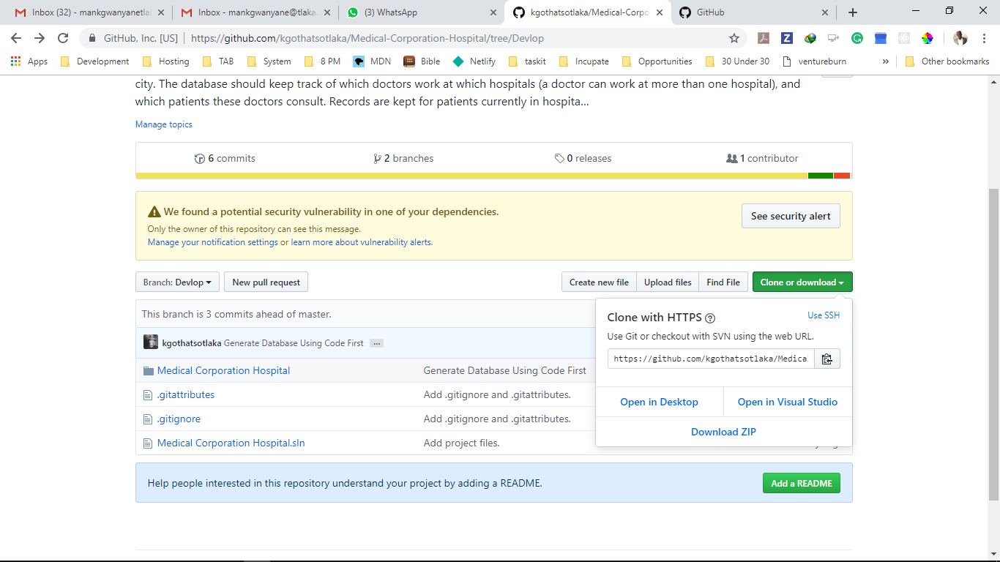 Inbox (32) - mankgwanyanetlal
Inbox - mankgwanyane@tlaka.
(3) WhatsApp
kgothatsotlaka/Medical-Corpo
GitHub
GitHub, Inc. [US] | https://github.com/kgothatsotlaka/Medical-Corporation-Hospital/tree/Devlop
Apps
Development
Hosting
TAB
System
8 PM
MDN
Bible
Netlify
taskit
Incupate
Opportunities
30 Under 30
ventureburn
»
Other bookmarks
city. The database should keep track of which doctors work at which hospitals (a doctor can work at more than one hospital), and
which patients these doctors consult. Records are kept for patients currently in hospita...
Manage topics
6 commits
2 branches
0 releases
1 contributor
We found a potential security vulnerability in one of your dependencies.
Only the owner of this repository can see this message.
Manage your notification settings or learn more about vulnerability alerts.
See security alert
Branch: Devlop
New pull request
Create new file
Upload files
Find File
Clone or download
This branch is 3 commits ahead of master.
kgothatsotlaka Generate Database Using Code First ...
Medical Corporation Hospital
Generate Database Using Code First
.gitattributes
Add .gitignore and .gitattributes.
.gitignore
Add .gitignore and .gitattributes.
Medical Corporation Hospital.sln
Add project files.
Clone with HTTPS
Use SSH
Use Git or checkout with SVN using the web URL.
https://github.com/kgothatsotlaka/Medica
Open in Desktop
Open in Visual Studio
Download ZIP
Help people interested in this repository understand your project by adding a README.
Add a README